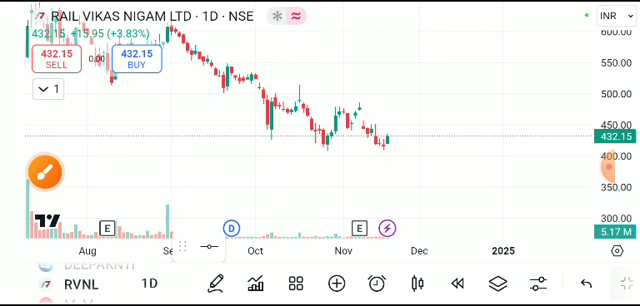 RAIL VIKAS NIGAM LTD · 1D · NSE
INR
432.15 +15.95 (+3.83%)
432.15
SELL
0.00
432.15
BUY
1
600.00
550.00
500.00
450.00
432.15
400.00
350.00
300.00
5.17 M
E
D
E
Aug
Oct
Nov
Dec
2025
RVNL
1D